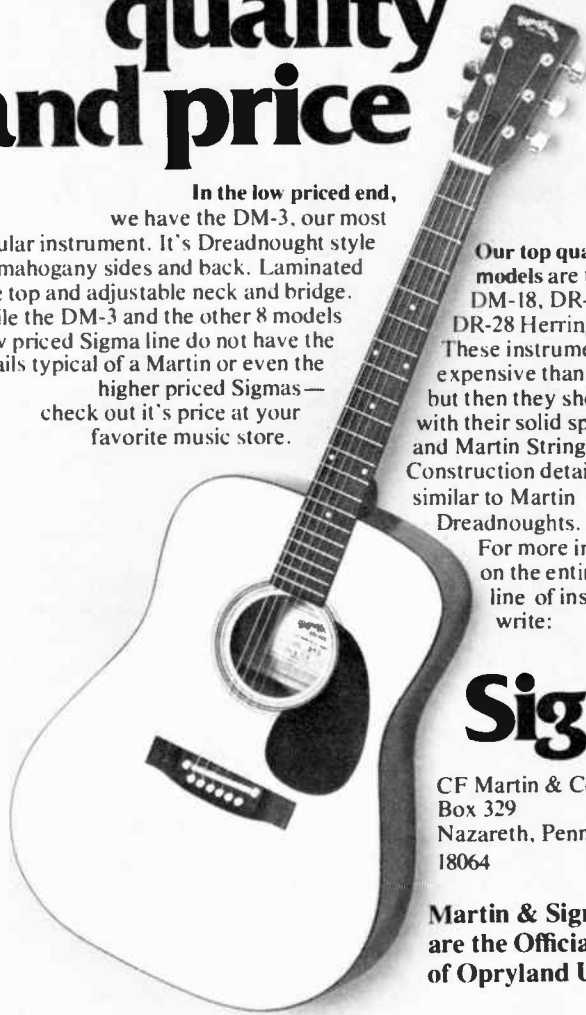 quality
and price
In the low priced end,
we have the DM-3, our most
ular instrument. It's Dreadnought style
mahogany sides and back. Laminated
e top and adjustable neck and bridge.
ile the DM-3 and the other 8 models
w priced Sigma line do not have the
ails typical of a Martin or even the
higher priced Sigmas—
check out it's price at your
favorite music store.
Our top qua
models are
DM-18, DR-
DR-28 Herrin
These instrume
expensive than
but then they sho
with their solid sp
and Martin String
Construction detai
similar to Martin
Dreadnoughts.
For more in
on the entir
line of ins
write:
Sig
CF Martin & C
Box 329
Nazareth, Penn
18064
Martin & Sigm
are the Officia
of Opryland U